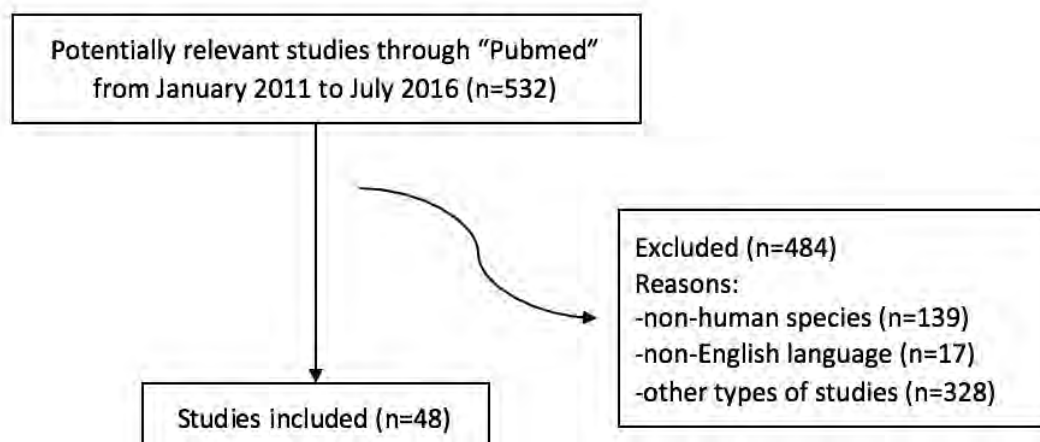 Potentially relevant studies through "Pubmed"
from January 2011 to July 2016 (n=532)
Excluded (n=484)
Reasons:
-non-human species (n=139)
-non-English language (n=17)
-other types of studies (n=328)
Studies included (n=48)